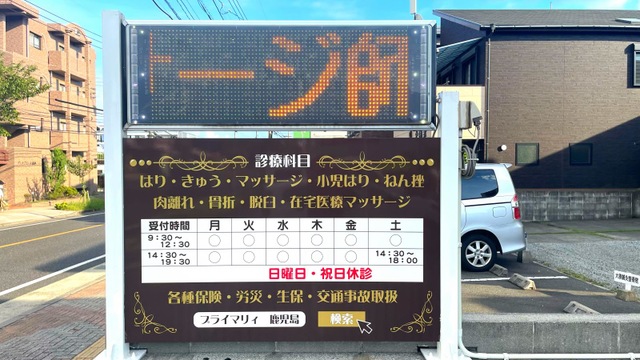 ージ師
診療科目
はり・きゅう・マッサージ・小児はり・ねん挫
肉離れ・骨折・脱臼・在宅医療マッサージ
受付時間 月 火 水 木 金 土
9:30～12:30 ○ ○ ○ ○ ○ ○
14:30～19:30 ○ ○ ○ ○ ○ 14:30～18:00
日曜日・祝日休診
各種保険・労災・生保・交通事故取扱
プライマリィ 鹿児島 検索